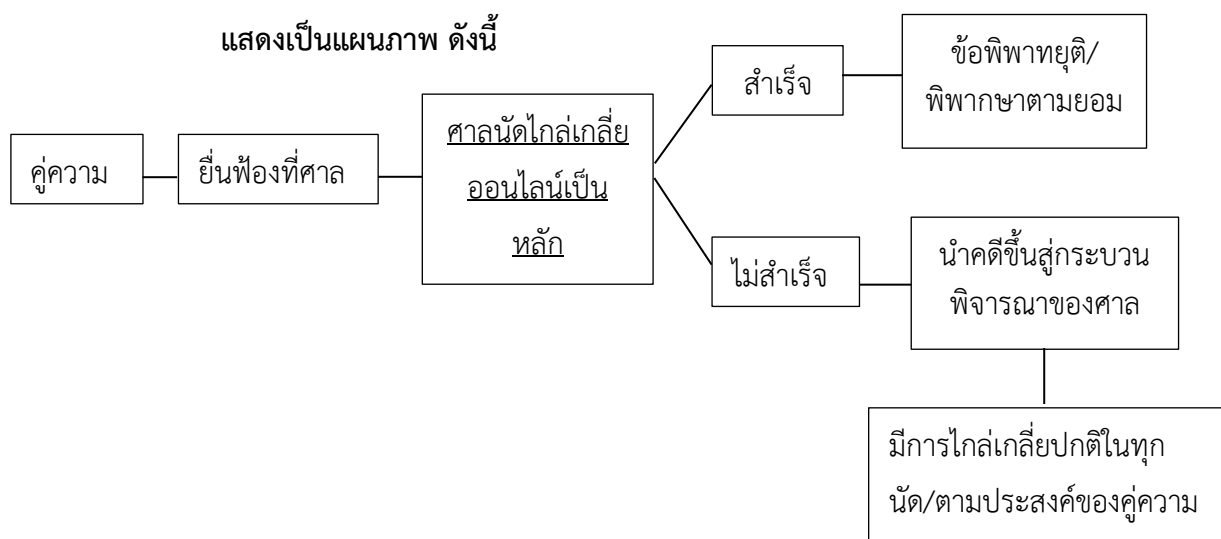 แสดงเป็นแผนภาพ ดังนี้
คู่ความ
ยื่นฟ้องที่ศาล
ศาลนัดไกล่เกลี่ย
ออนไลน์เป็น
หลัก
สำเร็จ
ข้อพิพาทยุติ/
พิพากษาตามยอม
ไม่สำเร็จ
นำคดีขึ้นสู่กระบวน
พิจารณาของศาล
มีการไกล่เกลี่ยปกติในทุก
นัด/ตามประสงค์ของคู่ความ